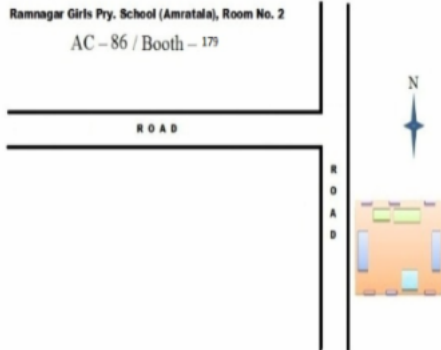 Ramnagar Girls Pry. School (Amratala), Room No. 2
AC – 86 / Booth – 179
N
ROAD
ROAD